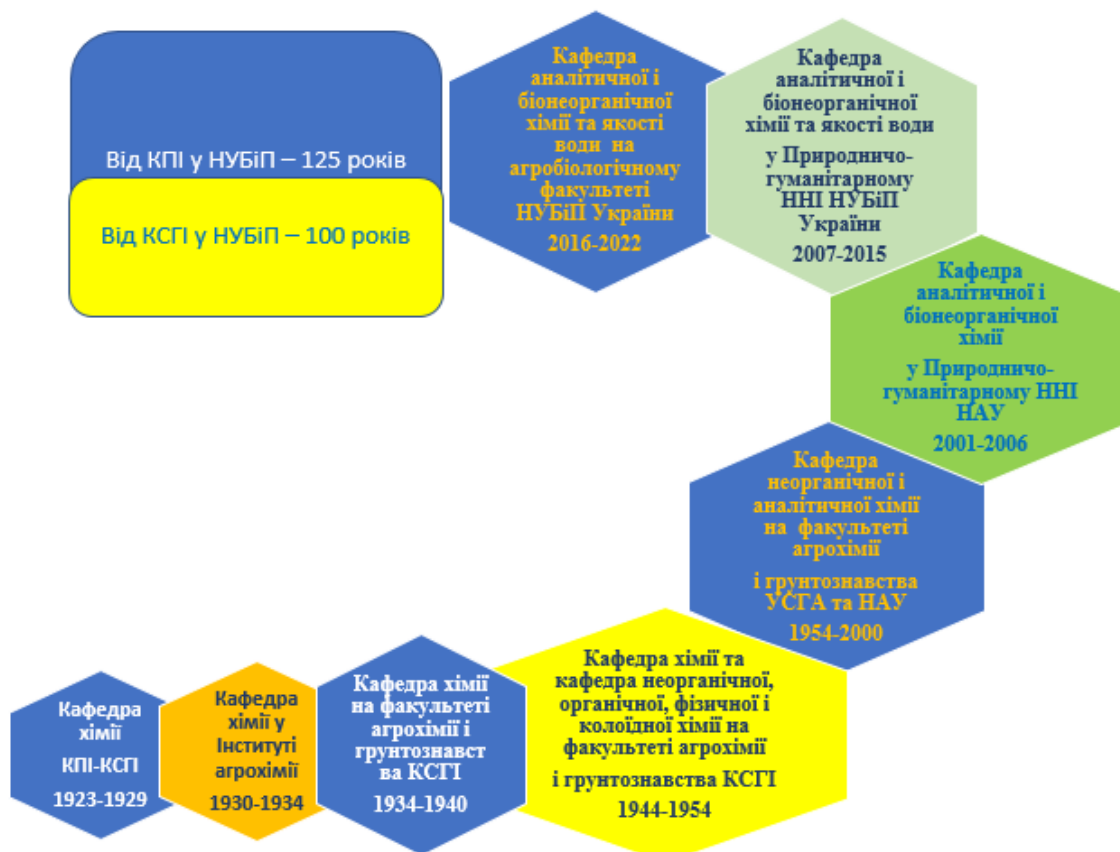 Від КПІ у НУБіП – 125 років
Від КСГІ у НУБіП – 100 років
Кафедра
аналітичної і
біонеорганічної
хімії та якості
води на
агробіологічному
факультеті
НУБіП України
2016-2022
Кафедра
аналітичної і
біонеорганічної
хімії та якості води
у Природничо-
гуманітарному
ННІ НУБіП
України
2007-2015
Кафедра
аналітичної і
біонеорганічної
хімії
у Природничо-
гуманітарному ННІ
НАУ
2001-2006
Кафедра
неорганічної і
аналітичної хімії
на факультеті
агрохімії
і грунтознавства
УСГА та НАУ
1954-2000
Кафедра хімії та
кафедра неорганічної,
органічної, фізичної і
колоїдної хімії на
факультеті агрохімії
і грунтознавства КСГІ
1944-1954
Кафедра хімії
на факультеті
агрохімії і
грунтознавст
ва КСГІ
1934-1940
Кафедра
хімії у
Інституті
агрохімії
1930-1934
Кафедра
хімії
КПІ-КСГІ
1923-1929